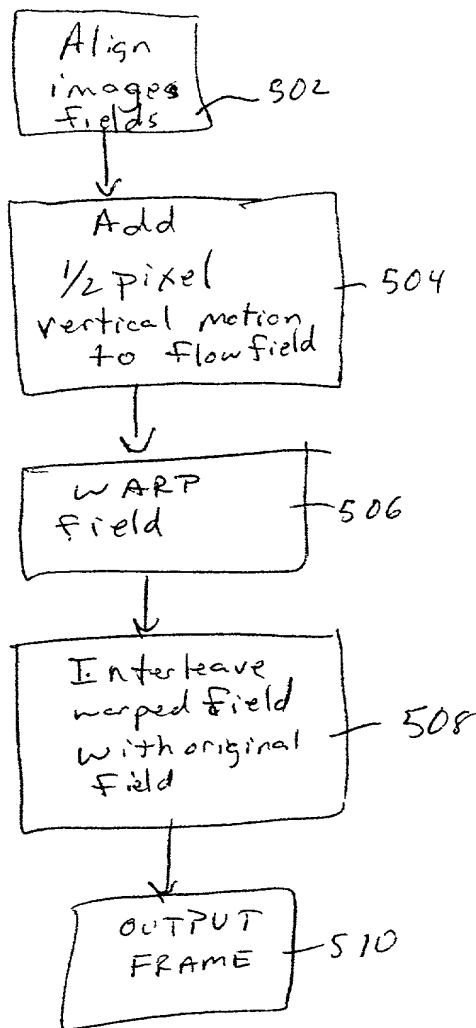 Align
images
fields
502
Add
1/2 pixel
vertical motion
to flowfield
504
WARP
field
506
Interleave
warped field
with original
field
508
OUTPUT
FRAME
510